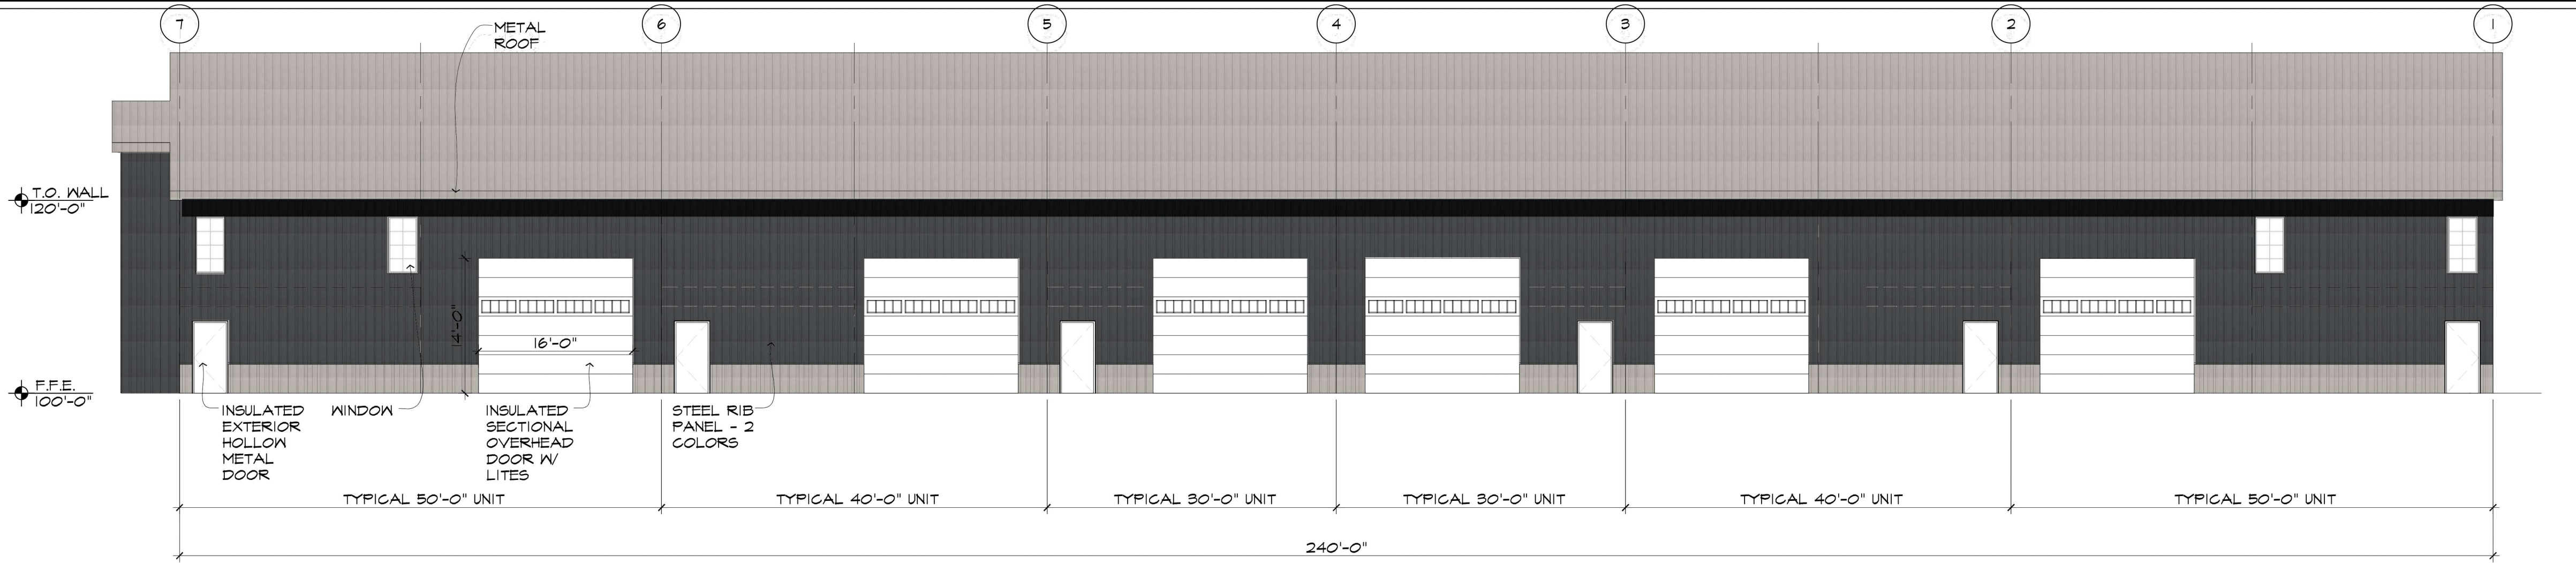 7
6
5
4
3
2
1
METAL
ROOF
T.O. WALL
120'-0"
14'-0"
16'-0"
F.F.E.
100'-0"
INSULATED
EXTERIOR
HOLLOW
METAL
DOOR
WINDOW
INSULATED
SECTIONAL
OVERHEAD
DOOR W/
LITES
STEEL RIB
PANEL - 2
COLORS
TYPICAL 50'-0" UNIT
TYPICAL 40'-0" UNIT
TYPICAL 30'-0" UNIT
TYPICAL 30'-0" UNIT
TYPICAL 40'-0" UNIT
TYPICAL 50'-0" UNIT
240'-0"